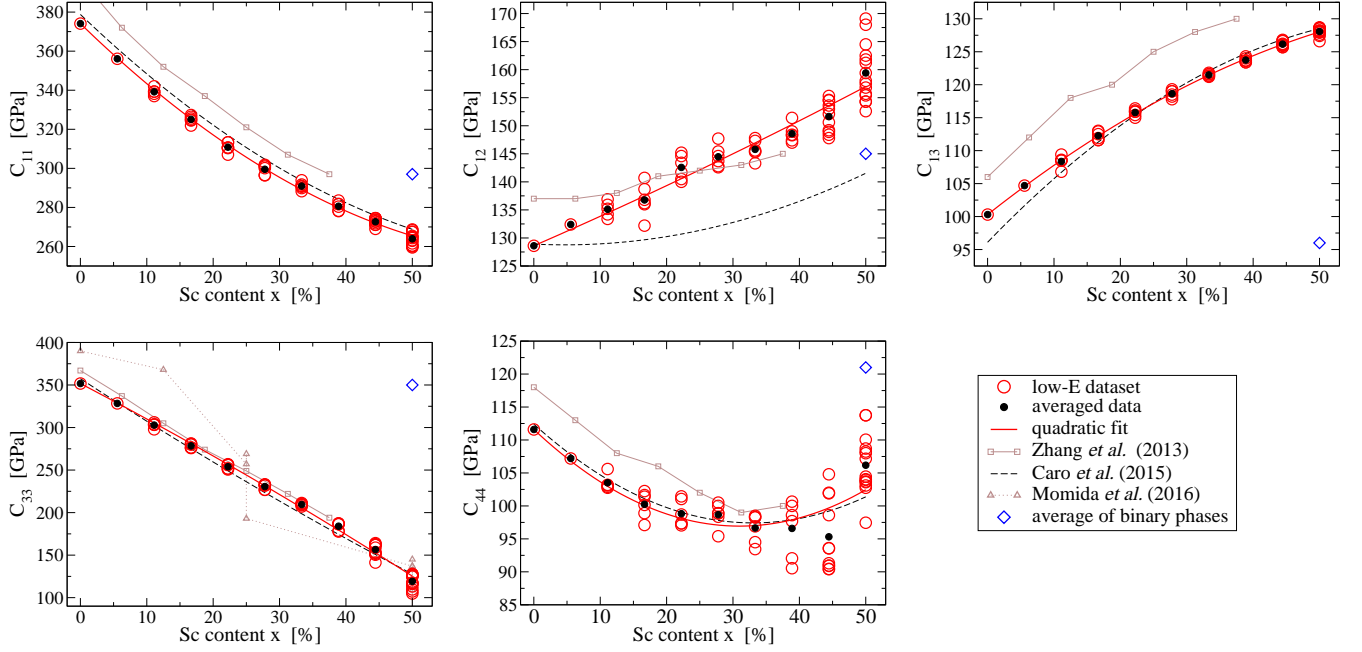 380
360
340
320
300
280
260
C11 [GPa]
0 10 20 30 40 50
Sc content x [%]
170
165
160
155
150
145
140
135
130
125
C12 [GPa]
0 10 20 30 40 50
Sc content x [%]
130
125
120
115
110
105
100
95
C13 [GPa]
0 10 20 30 40 50
Sc content x [%]
400
350
300
250
200
150
100
C33 [GPa]
0 10 20 30 40 50
Sc content x [%]
125
120
115
110
105
100
95
90
85
C44 [GPa]
0 10 20 30 40 50
Sc content x [%]
low-E dataset
averaged data
quadratic fit
Zhang et al. (2013)
Caro et al. (2015)
Momida et al. (2016)
average of binary phases